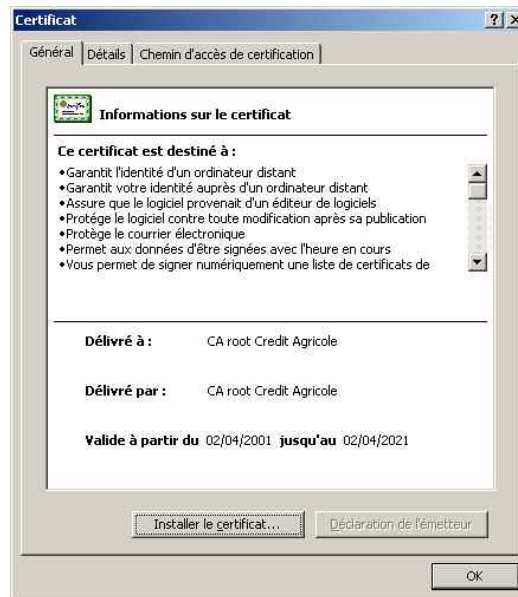 Certificat
Général Détails Chemin d'accès de certification
Informations sur le certificat
Ce certificat est destiné à :
•Garantit l'identité d'un ordinateur distant
•Garantit votre identité auprès d'un ordinateur distant
•Assure que le logiciel provenait d'un éditeur de logiciels
•Protége le logiciel contre toute modification après sa publication
•Protège le courrier électronique
•Permet aux données d'être signées avec l'heure en cours
•Vous permet de signer numériquement une liste de certificats de
Délivré à : CA root Credit Agricole
Délivré par : CA root Credit Agricole
Valide à partir du 02/04/2001 jusqu'au 02/04/2021
Installer le certificat... Déclaration de l'émetteur
OK